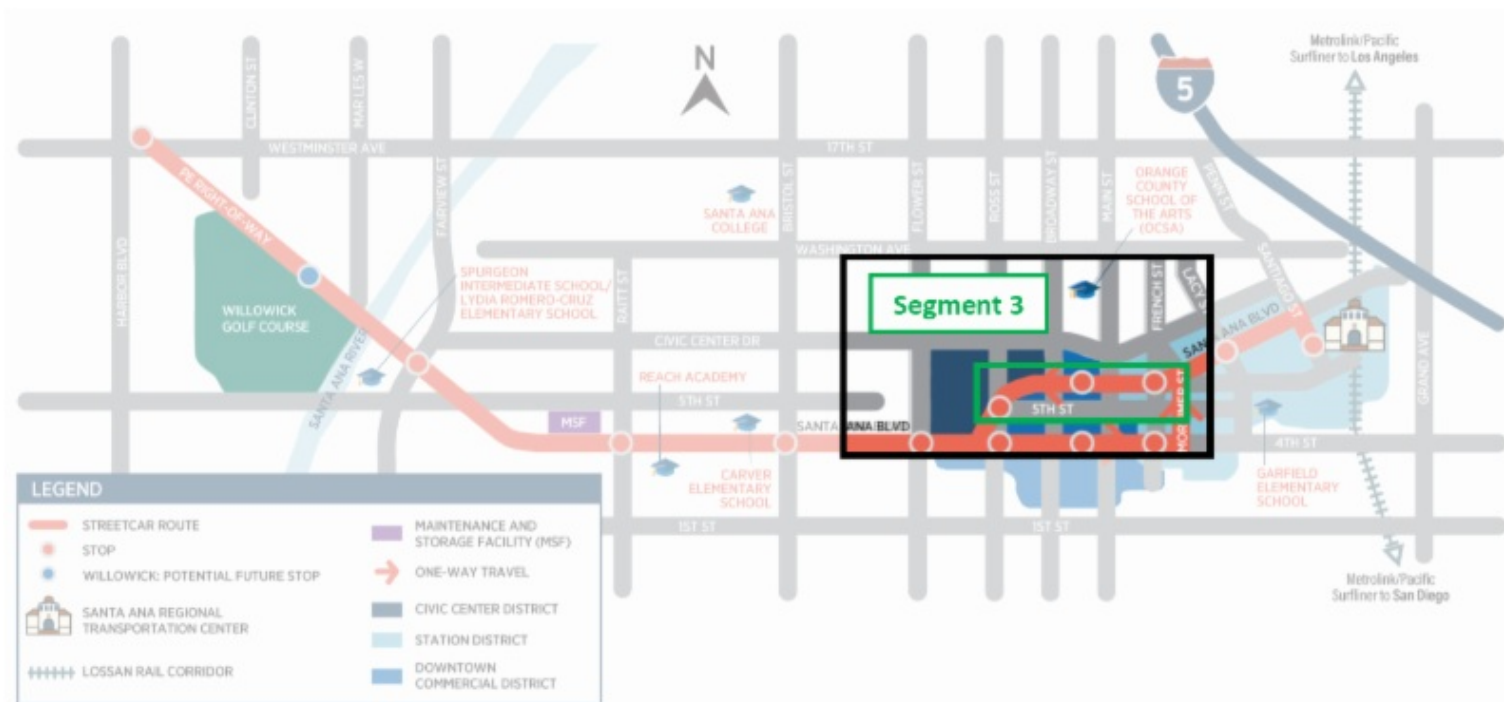 N
Metrolink/Pacific
Surfliner to Los Angeles
5
CLINTON ST
WESTMINSTER AVE
17TH ST
FAIRVIEW ST
BRISTOL ST
FLOWER ST
ROSS ST
BROADWAY ST
MAIN ST
PENN ST
ORANGE
COUNTY
SCHOOL OF
THE ARTS
(OCSA)
PE RIGHT-OF-WAY
SANTA ANA
COLLEGE
WASHINGTON AVE
HARBOR BLVD
SPURGEON
INTERMEDIATE SCHOOL/
LYDIA ROMERO-CRUZ
ELEMENTARY SCHOOL
RAITT ST
FRENCH ST
LACY ST
SANTIAGO ST
Segment 3
WILLOWICK
GOLF COURSE
SANTA ANA RIVER
CIVIC CENTER DR
SANTA ANA BLVD
GRAND AVE
REACH ACADEMY
5TH ST
5TH ST
MSF
SANTA ANA BLVD
4TH ST
CARVER
ELEMENTARY
SCHOOL
GARFIELD
ELEMENTARY
SCHOOL
1ST ST
1ST ST
Metrolink/Pacific
Surfliner to San Diego
LEGEND
STREETCAR ROUTE
STOP
WILLOWICK: POTENTIAL FUTURE STOP
SANTA ANA REGIONAL
TRANSPORTATION CENTER
LOSSAN RAIL CORRIDOR
MAINTENANCE AND
STORAGE FACILITY (MSF)
ONE-WAY TRAVEL
CIVIC CENTER DISTRICT
STATION DISTRICT
DOWNTOWN
COMMERCIAL DISTRICT